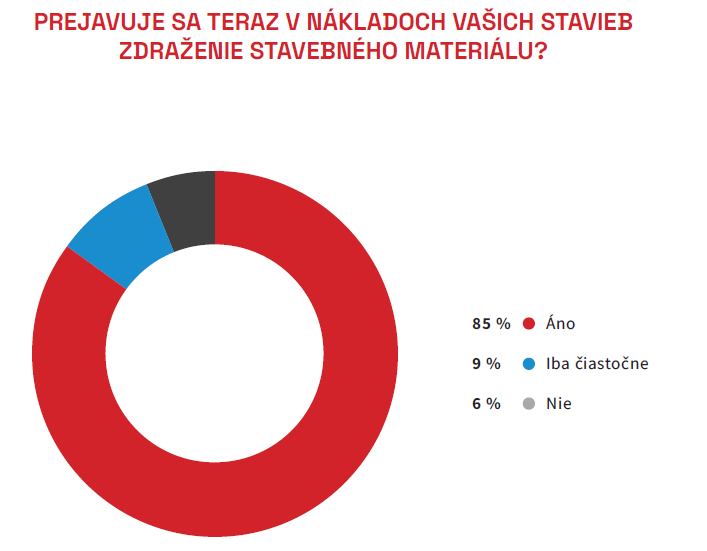 PREJAVUJE SA TERAZ V NÁKLADOCH VAŠICH STAVIEB
ZDRAŽENIE STAVEBNÉHO MATERIÁLU?
85 % Áno
9 % Iba čiastočne
6 % Nie